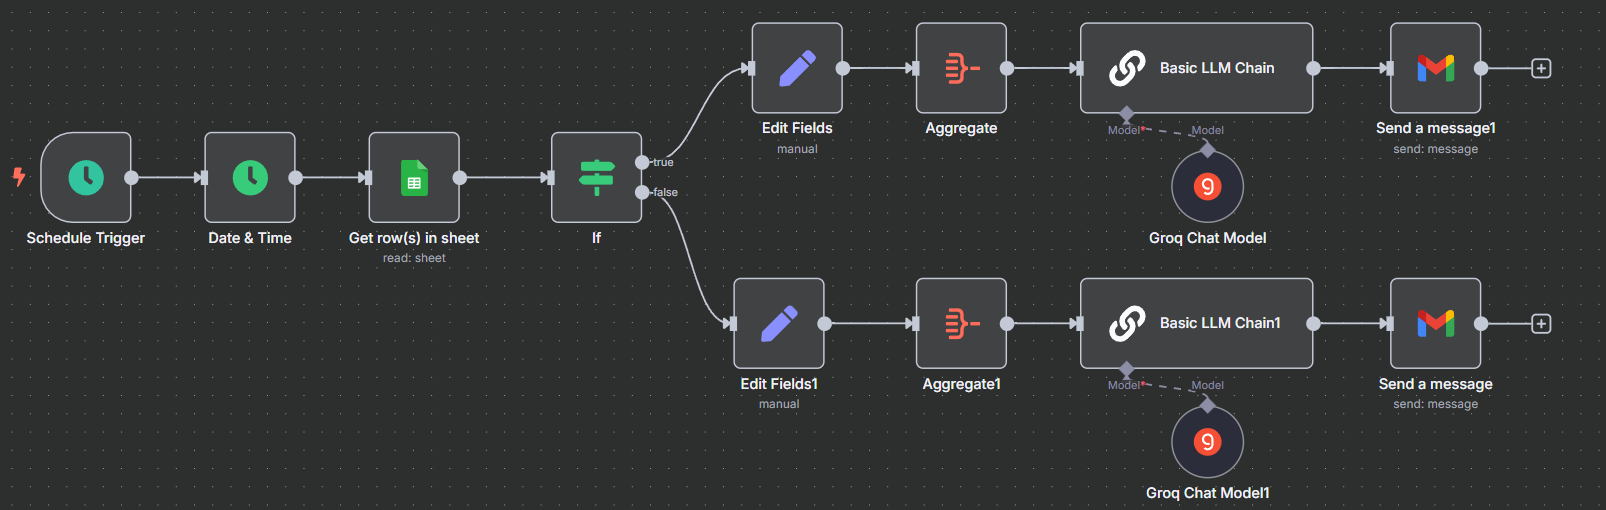 Schedule Trigger
Date & Time
Get row(s) in sheet
read: sheet
If
true
false
Edit Fields
manual
Aggregate
Basic LLM Chain
Model*
Model
Groq Chat Model
Send a message1
send: message
Edit Fields1
manual
Aggregate1
Basic LLM Chain1
Model*
Model
Groq Chat Model1
Send a message
send: message